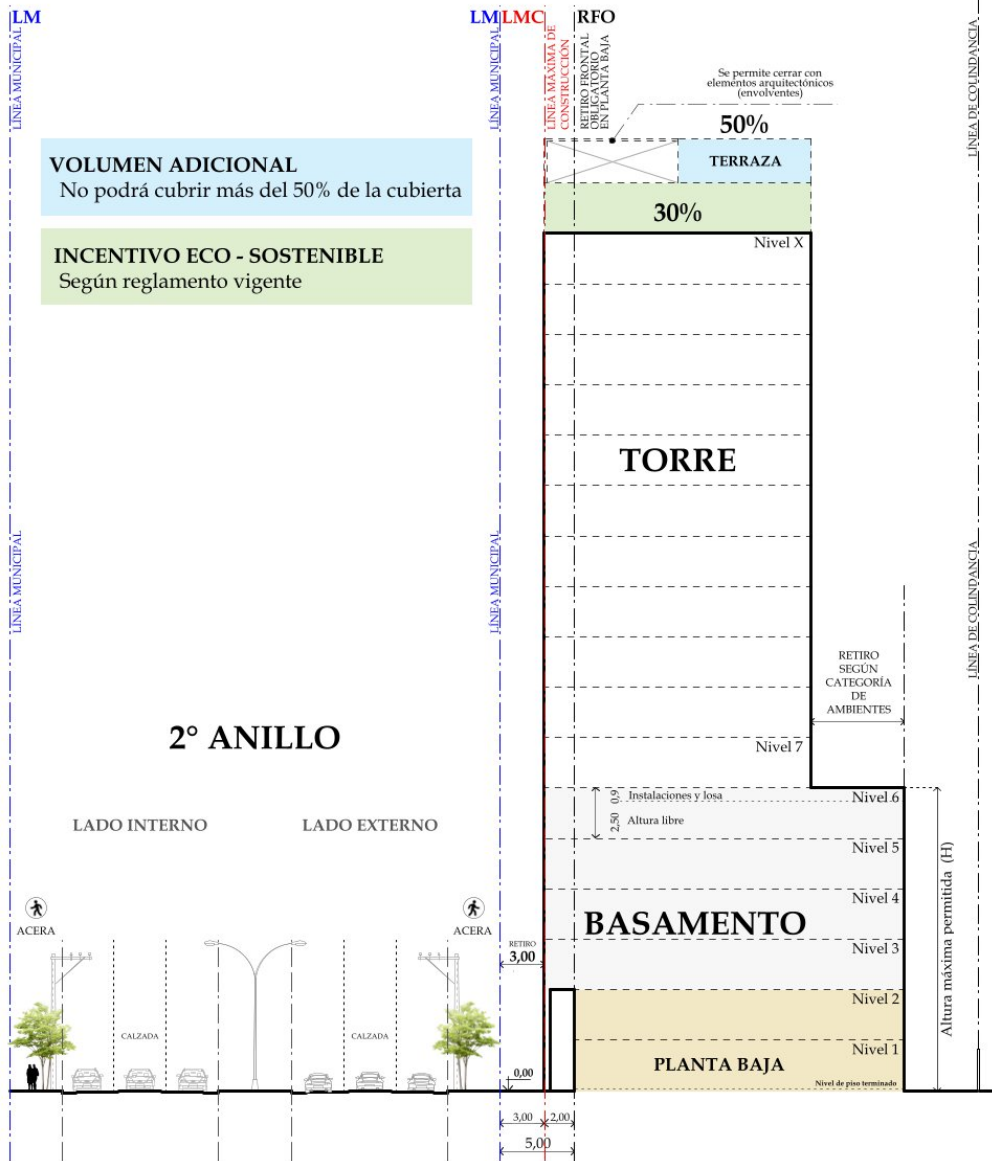 LM
LM
LMC
RFO
LÍNEA MUNICIPAL
LÍNEA MUNICIPAL
LÍNEA MÁXIMA DE
CONSTRUCCIÓN
RETIRO FRONTAL
OBLIGATORIO
EN PLANTA BAJA
LÍNEA DE COLINDANCIA
Se permite cerrar con
elementos arquitectónicos
(envolventes)
50%
TERRAZA
30%
VOLUMEN ADICIONAL
No podrá cubrir más del 50% de la cubierta
INCENTIVO ECO - SOSTENIBLE
Según reglamento vigente
Nivel X
TORRE
LÍNEA MUNICIPAL
LÍNEA MUNICIPAL
LÍNEA DE COLINDANCIA
RETIRO
SEGÚN
CATEGORÍA
DE
AMBIENTES
2° ANILLO
Nivel 7
LADO INTERNO
LADO EXTERNO
0,9
Instalaciones y losa
2,50
Altura libre
Nivel 6
Nivel 5
Nivel 4
BASAMENTO
Nivel 3
Nivel 2
Nivel 1
Altura máxima permitida (H)
ACERA
ACERA
RETIRO
3,00
CALZADA
CALZADA
PLANTA BAJA
0,00
Nivel de piso terminado
3,00
2,00
5,00